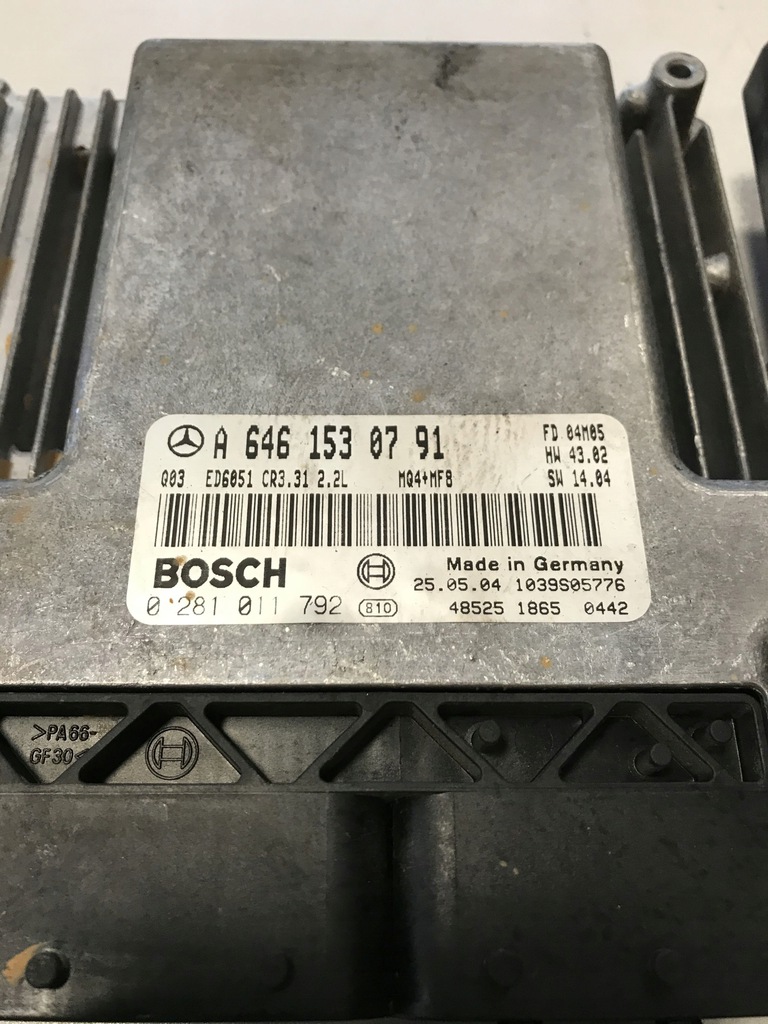 A 646 153 07 91
FD 04M05
HW 43.02
SW 14.04
Q03 ED6051 CR3.31 2.2L MQ4+MF8
BOSCH
Made in Germany
25.05.04 1039S05776
0 281 011 792 810 48525 1865 0442
>PA66-
GF30<